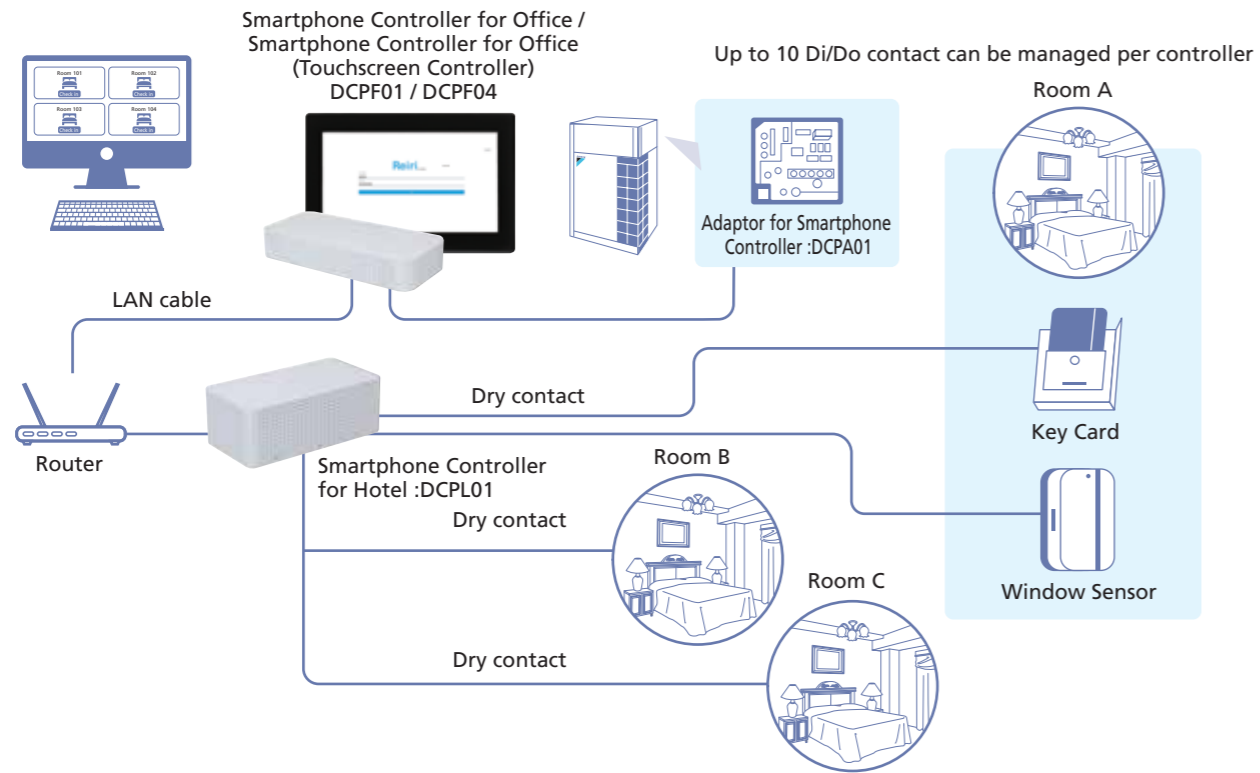 Smartphone Controller for Office /
Smartphone Controller for Office
(Touchscreen Controller)
DCPF01 / DCPF04
Up to 10 Di/Do contact can be managed per controller
Room 101
Room 102
Check in
Check in
Room 103
Room 104
Check in
Check in
Reiri
Room A
Adaptor for Smartphone
Controller :DCPA01
LAN cable
Dry contact
Key Card
Router
Smartphone Controller
for Hotel :DCPL01
Room B
Dry contact
Room C
Window Sensor
Dry contact